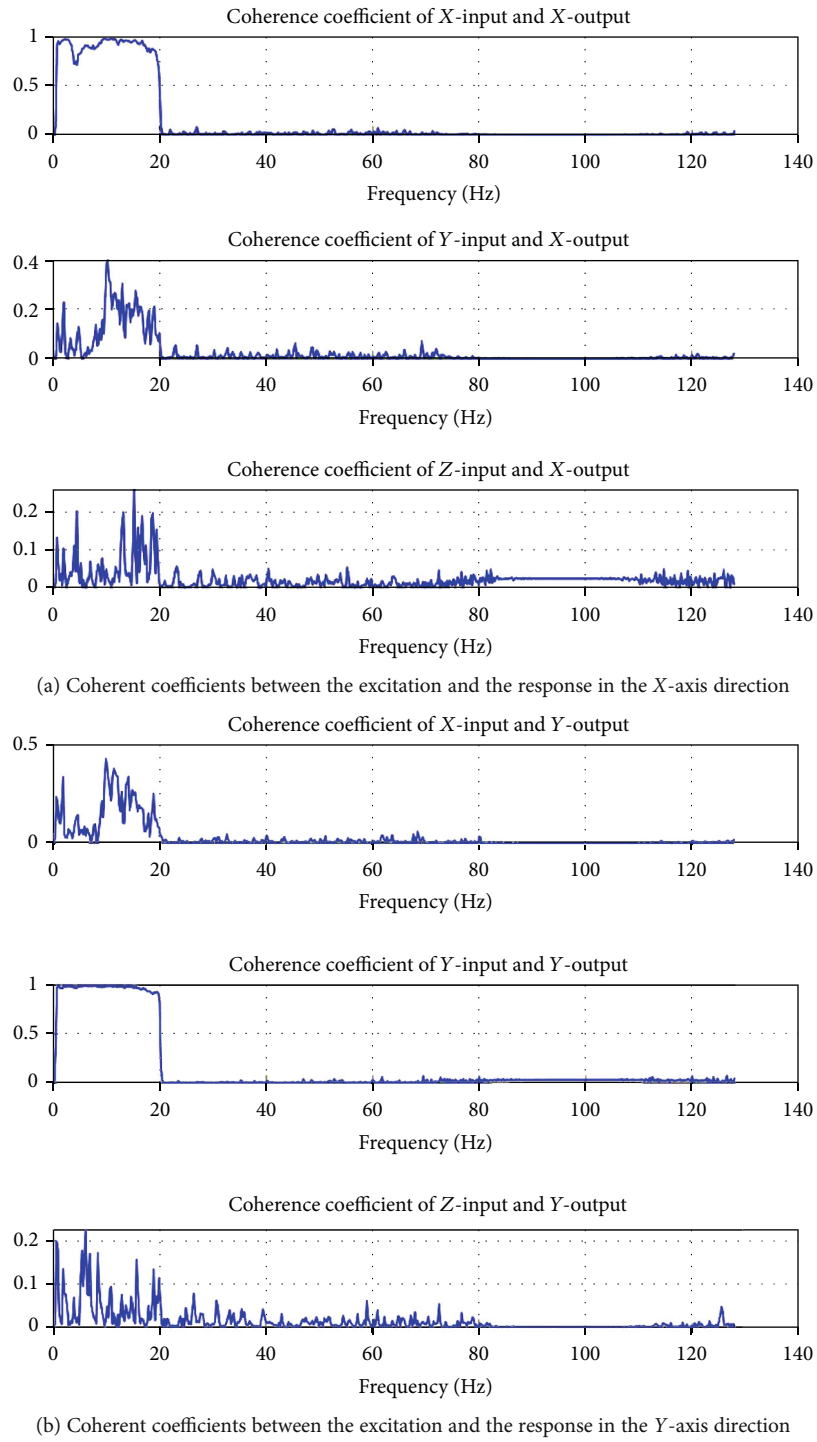 Coherence coefficient of X-input and X-output
1
0.5
0
0 20 40 60 80 100 120 140
Frequency (Hz)
Coherence coefficient of Y-input and X-output
0.4
0.2
0
0 20 40 60 80 100 120 140
Frequency (Hz)
Coherence coefficient of Z-input and X-output
0.2
0.1
0
0 20 40 60 80 100 120 140
Frequency (Hz)
(a) Coherent coefficients between the excitation and the response in the X-axis direction
Coherence coefficient of X-input and Y-output
0.5
0
0 20 40 60 80 100 120 140
Frequency (Hz)
Coherence coefficient of Y-input and Y-output
1
0.5
0
0 20 40 60 80 100 120 140
Frequency (Hz)
Coherence coefficient of Z-input and Y-output
0.2
0.1
0
0 20 40 60 80 100 120 140
Frequency (Hz)
(b) Coherent coefficients between the excitation and the response in the Y-axis direction